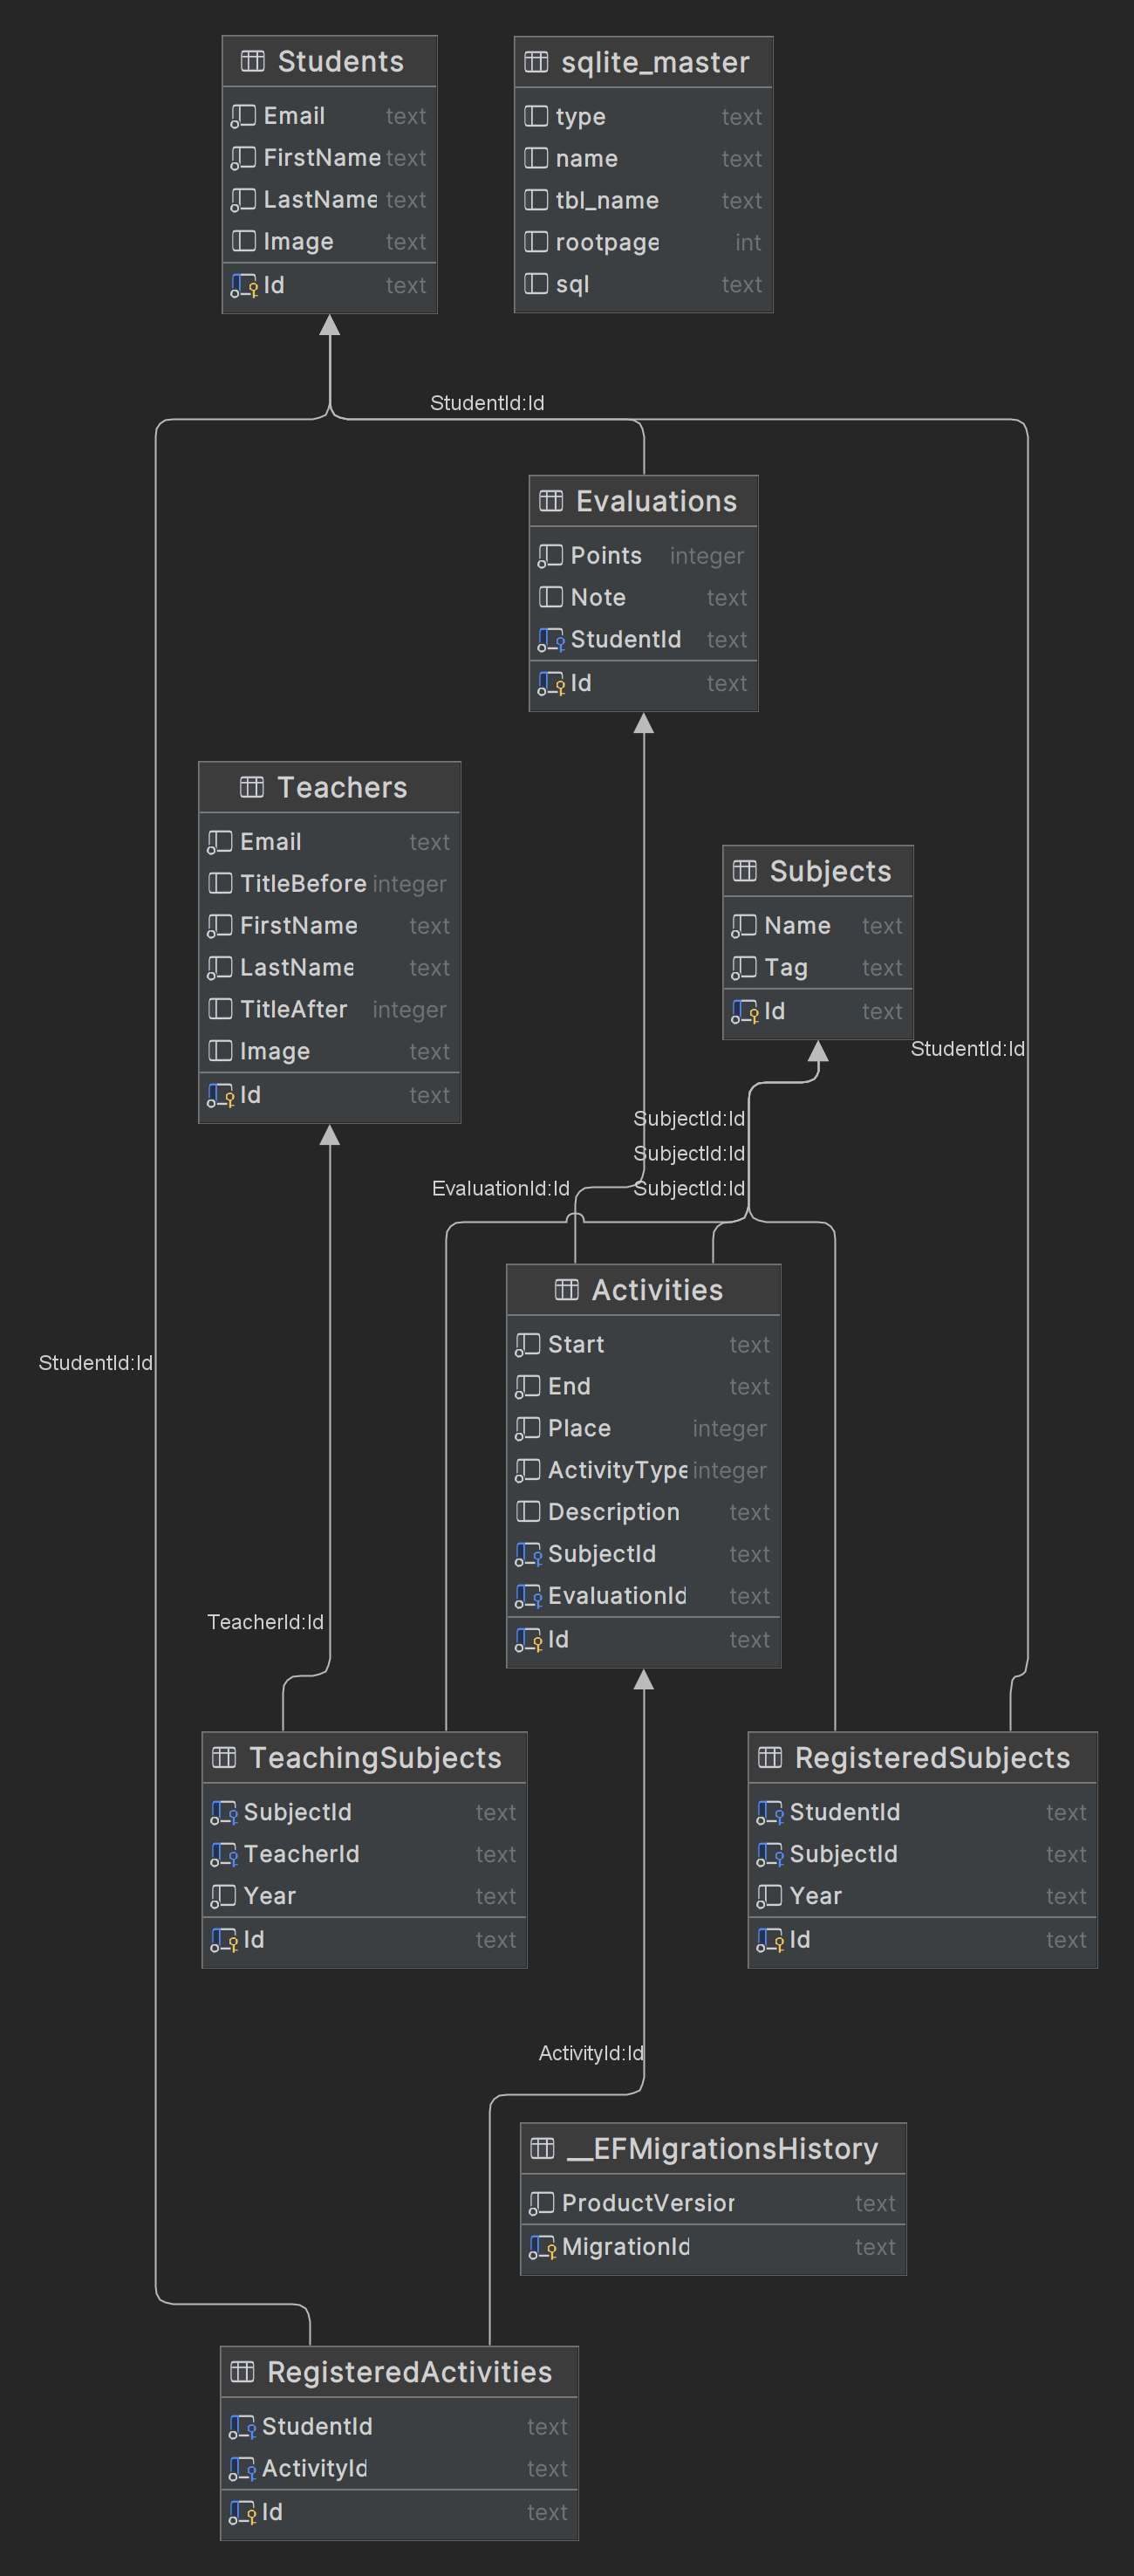 Students
Email text
FirstName text
LastName text
Image text
Id text
sqlite_master
type text
name text
tbl_name text
rootpage int
sql text
StudentId:Id
Evaluations
Points integer
Note text
StudentId text
Id text
Teachers
Email text
TitleBefore integer
FirstName text
LastName text
TitleAfter integer
Image text
Id text
Subjects
Name text
Tag text
Id text
StudentId:Id
SubjectId:Id
SubjectId:Id
EvaluationId:Id
SubjectId:Id
Activities
Start text
End text
Place integer
ActivityType integer
Description text
SubjectId text
EvaluationId text
Id text
StudentId:Id
TeacherId:Id
TeachingSubjects
SubjectId text
TeacherId text
Year text
Id text
RegisteredSubjects
StudentId text
SubjectId text
Year text
Id text
ActivityId:Id
__EFMigrationsHistory
ProductVersion text
MigrationId text
RegisteredActivities
StudentId text
ActivityId text
Id text